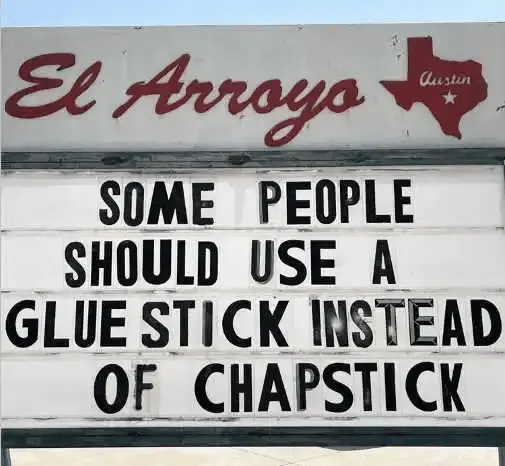 El Arroyo
Austin
SOME PEOPLE
SHOULD USE A
GLUE STICK INSTEAD
OF CHAPSTICK